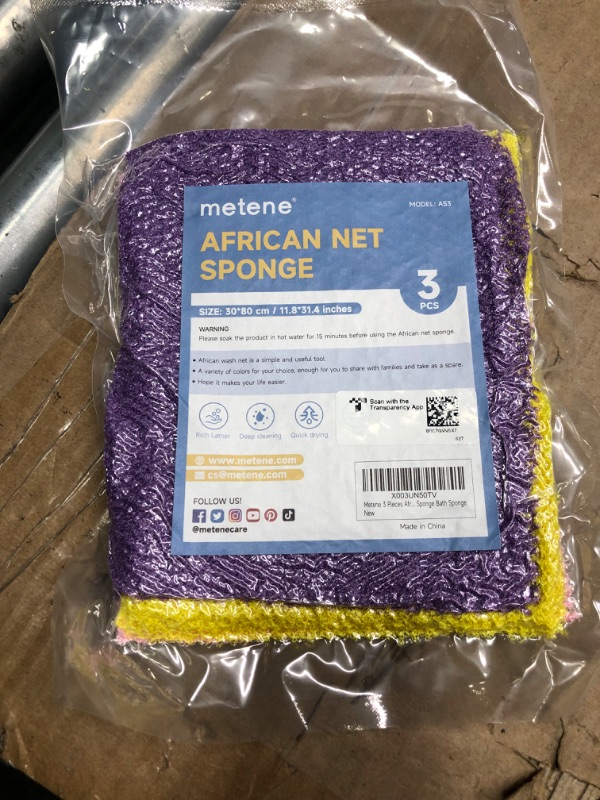 metene®
MODEL: AS3
AFRICAN NET
SPONGE
3
PCS
SIZE: 30*80 cm / 11.8*31.4 inches
WARNING
Please soak the product in hot water for 15 minutes before using the African net sponge.
• African wash net is a simple and useful tool.
• A variety of colors for your choice, enough for you to share with families and take as a spare.
• Hope it makes your life easier.
Scan with the
Transparency App
Rich Lather
Deep cleaning
Quick drying
www.metene.com
cs@metene.com
X003UN50TV
Metene 3 Pieces Afr... Sponge Bath Sponge
New
FOLLOW US!
@metenecare
Made in China